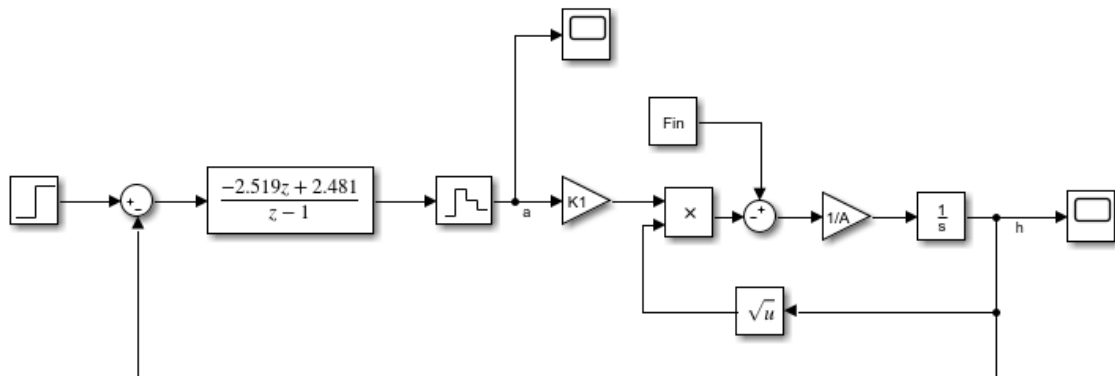 Fin
−2.519z + 2.481
z − 1
a
K1
×
1/A
1
s
h
√u